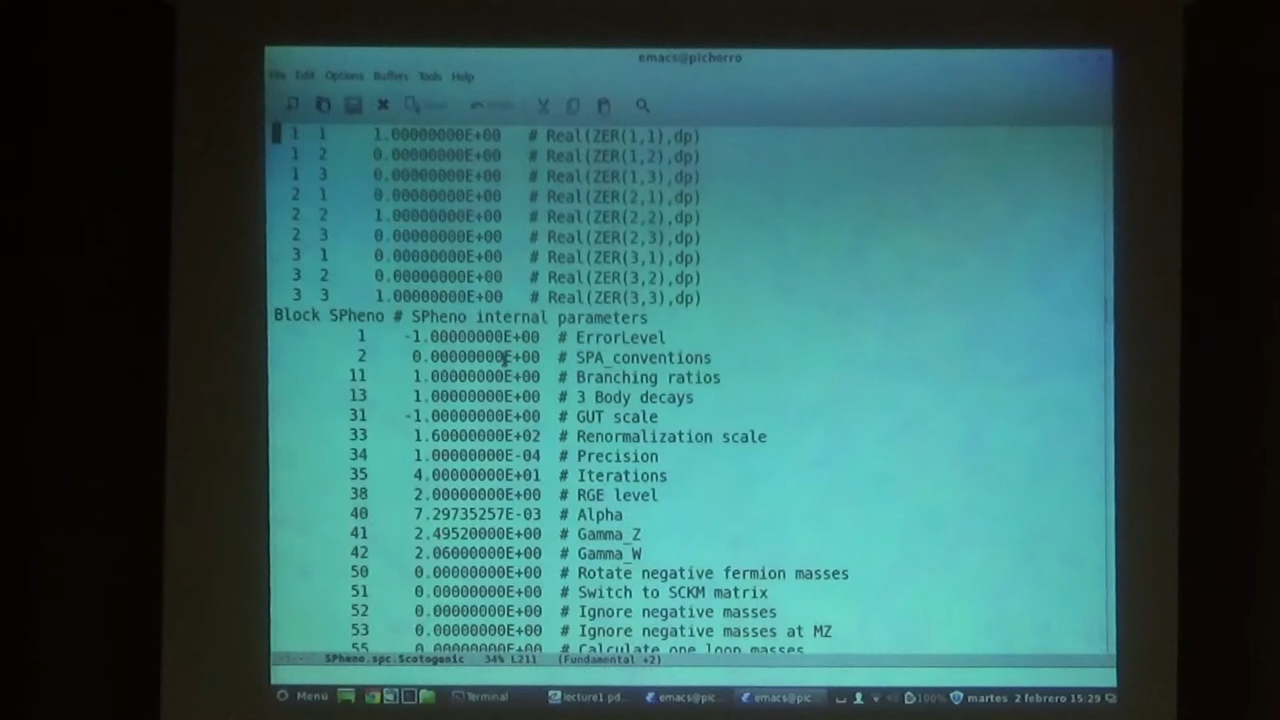 emacs@pichorro
File Edit Options Buffers Tools Help
1 1 1.00000000E+00 # Real(ZER(1,1),dp)
1 2 0.00000000E+00 # Real(ZER(1,2),dp)
1 3 0.00000000E+00 # Real(ZER(1,3),dp)
2 1 0.00000000E+00 # Real(ZER(2,1),dp)
2 2 1.00000000E+00 # Real(ZER(2,2),dp)
2 3 0.00000000E+00 # Real(ZER(2,3),dp)
3 1 0.00000000E+00 # Real(ZER(3,1),dp)
3 2 0.00000000E+00 # Real(ZER(3,2),dp)
3 3 1.00000000E+00 # Real(ZER(3,3),dp)
Block SPheno # SPheno internal parameters
1 -1.00000000E+00 # ErrorLevel
2 0.00000000E+00 # SPA_conventions
11 1.00000000E+00 # Branching ratios
13 1.00000000E+00 # 3 Body decays
31 -1.00000000E+00 # GUT scale
33 1.60000000E+02 # Renormalization scale
34 1.00000000E-04 # Precision
35 4.00000000E+01 # Iterations
38 2.00000000E+00 # RGE level
40 7.29735257E-03 # Alpha
41 2.49520000E+00 # Gamma_Z
42 2.06000000E+00 # Gamma_W
50 0.00000000E+00 # Rotate negative fermion masses
51 0.00000000E+00 # Switch to SCKM matrix
52 0.00000000E+00 # Ignore negative masses
53 0.00000000E+00 # Ignore negative masses at MZ
55 0.00000000E+00 # Calculate one loop masses
SPheno.spc.Scotogenic 34% L211 (Fundamental +2)
Menu Terminal lecture1 pd... emacs@pic... emacs@pic... 100% martes 2 febrero 15:29